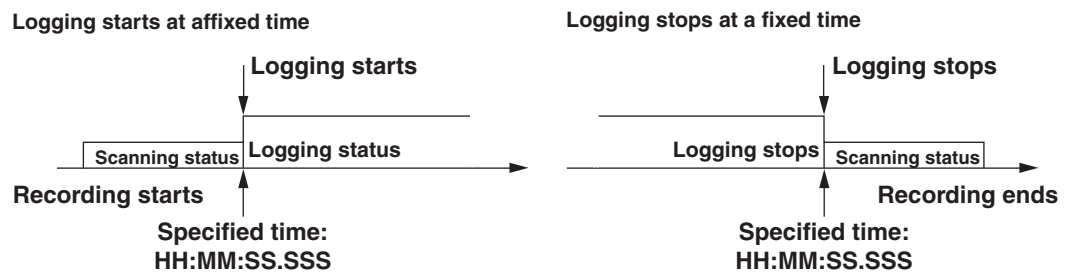 Logging starts at affixed time
Logging starts
Scanning status
Logging status
Recording starts
Specified time:
HH:MM:SS.SSS
Logging stops at a fixed time
Logging stops
Logging stops
Scanning status
Recording ends
Specified time:
HH:MM:SS.SSS